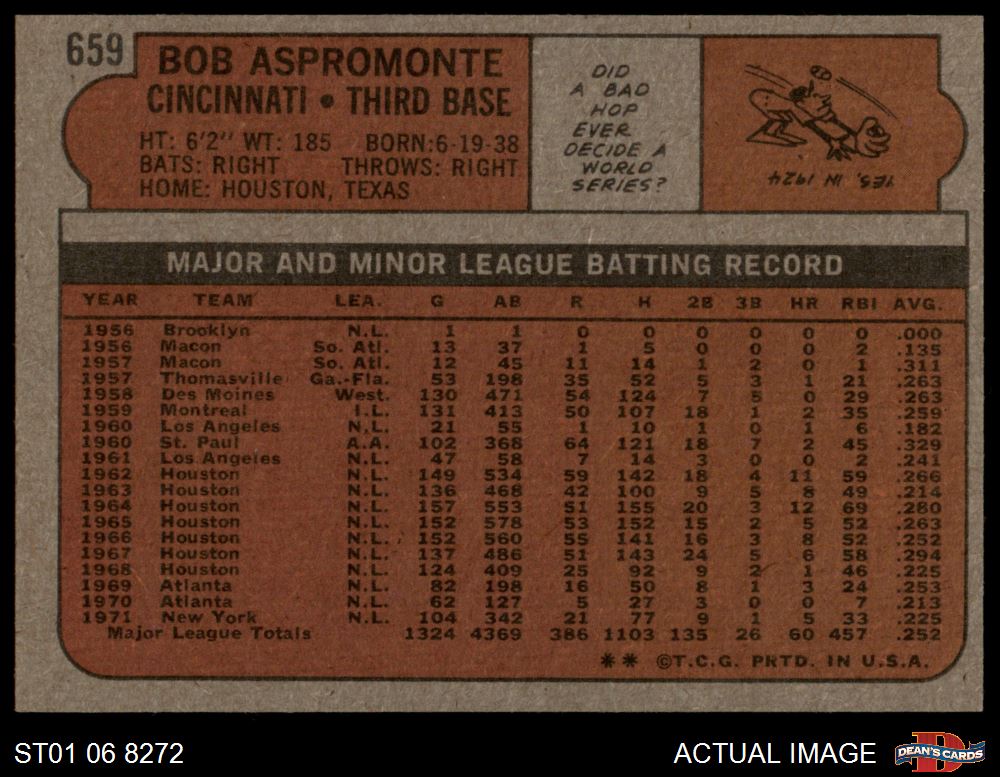 659
BOB ASPROMONTE
CINCINNATI • THIRD BASE
HT: 6'2" WT: 185 BORN:6-19-38
BATS: RIGHT THROWS: RIGHT
HOME: HOUSTON, TEXAS
DID
A BAD
HOP
EVER
DECIDE A
WORLD
SERIES?
YES, IN 1924
MAJOR AND MINOR LEAGUE BATTING RECORD
YEAR TEAM LEA. G AB R H 2B 3B HR RBI AVG.
1956 Brooklyn N.L. 1 1 0 0 0 0 0 0 .000
1956 Macon So. Atl. 13 37 1 5 0 0 0 2 .135
1957 Macon So. Atl. 12 45 11 14 1 2 0 1 .311
1957 Thomasville Ga.-Fla. 53 198 35 52 5 3 1 21 .263
1958 Des Moines West. 130 471 54 124 7 5 0 29 .263
1959 Montreal I.L. 131 413 50 107 18 1 2 35 .259
1960 Los Angeles N.L. 21 55 1 10 1 0 1 6 .182
1960 St. Paul A.A. 102 368 64 121 18 7 2 45 .329
1961 Los Angeles N.L. 47 58 7 14 3 0 0 2 .241
1962 Houston N.L. 149 534 59 142 18 4 11 59 .266
1963 Houston N.L. 136 468 42 100 9 5 8 49 .214
1964 Houston N.L. 157 553 51 155 20 3 12 69 .280
1965 Houston N.L. 152 578 53 152 15 2 5 52 .263
1966 Houston N.L. 152 560 55 141 16 3 8 52 .252
1967 Houston N.L. 137 486 51 143 24 5 6 58 .294
1968 Houston N.L. 124 409 25 92 9 2 1 46 .225
1969 Atlanta N.L. 82 198 16 50 8 1 3 24 .253
1970 Atlanta N.L. 62 127 5 27 3 0 0 7 .213
1971 New York N.L. 104 342 21 77 9 1 5 33 .225
Major League Totals 1324 4369 386 1103 135 26 60 457 .252
** ©T.C.G. PRTD. IN U.S.A.
ST01 06 8272
ACTUAL IMAGE
D
DEAN'S CARDS